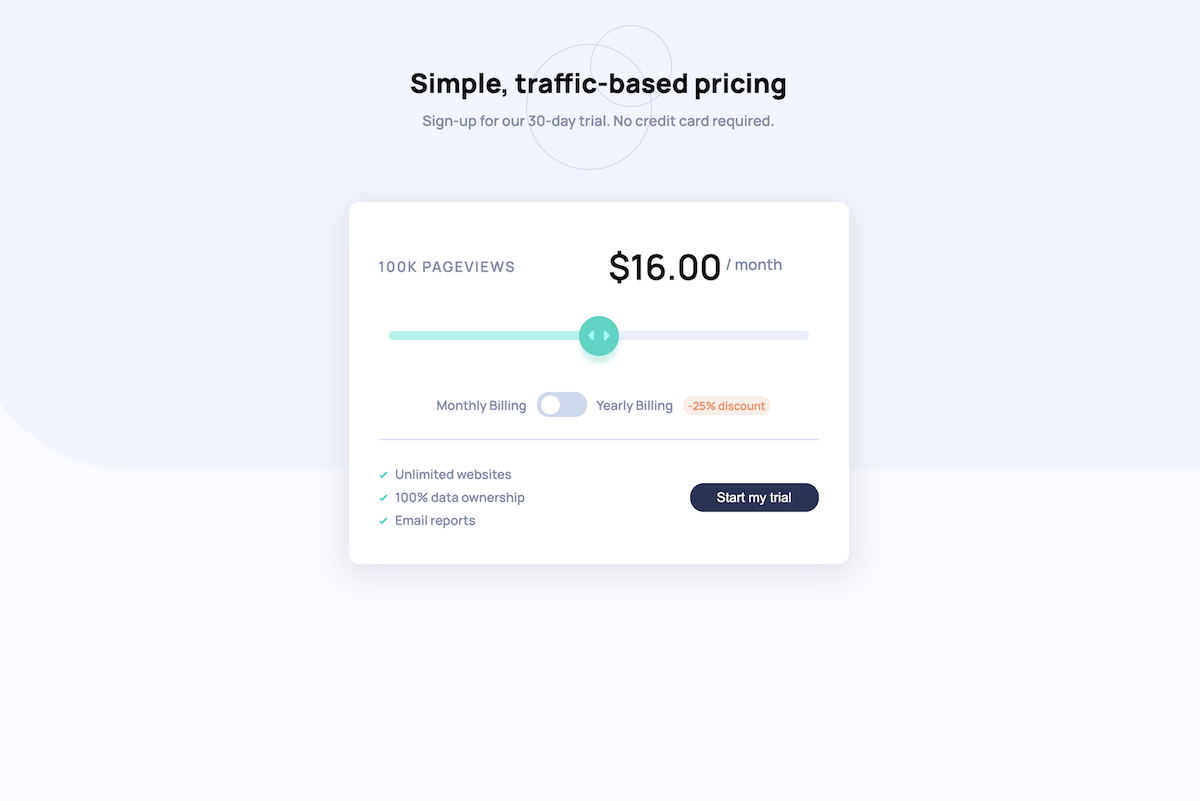 Simple, traffic-based pricing
Sign-up for our 30-day trial. No credit card required.
100K PAGEVIEWS
$16.00 / month
Monthly Billing
Yearly Billing
-25% discount
Unlimited websites
100% data ownership
Email reports
Start my trial